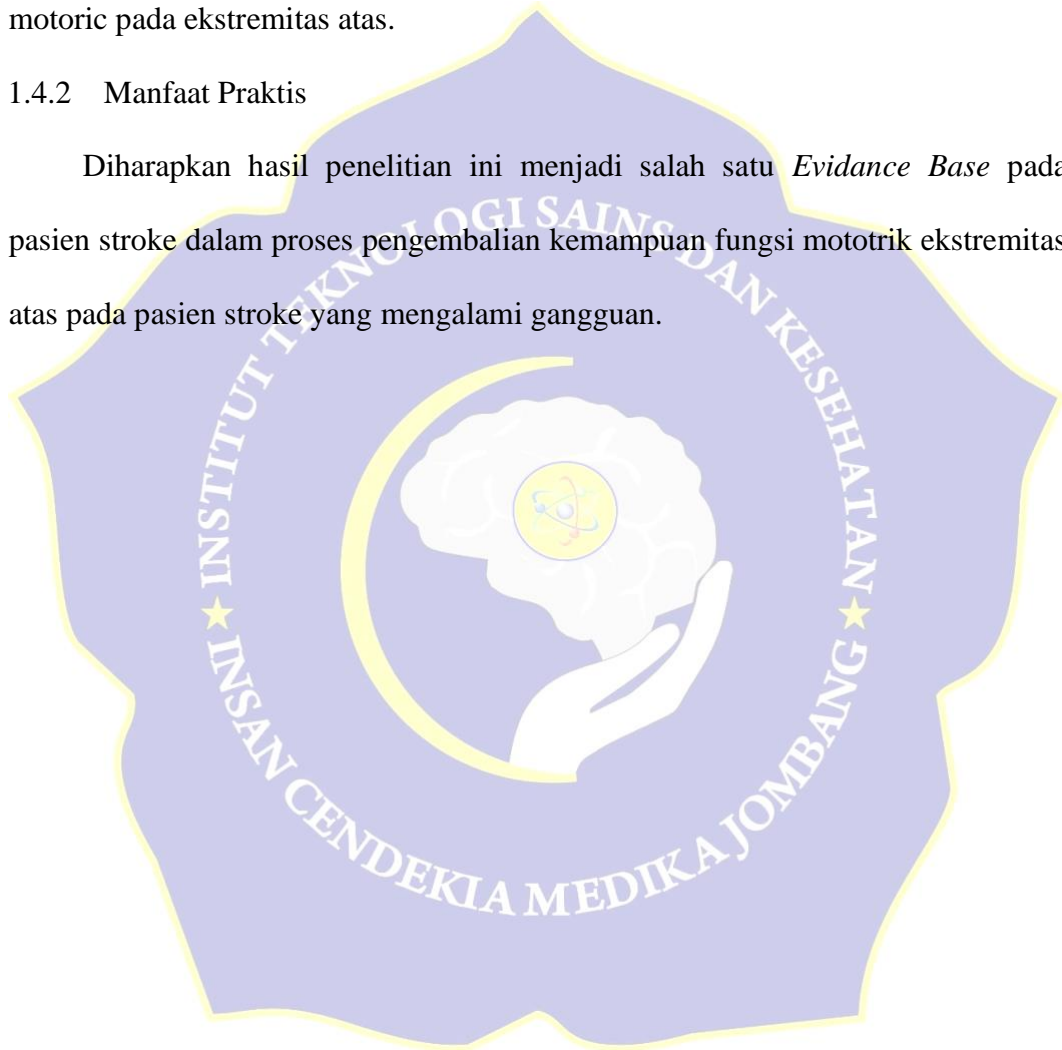 motoric pada ekstremitas atas.
1.4.2 Manfaat Praktis
Diharapkan hasil penelitian ini menjadi salah satu Evidance Base pada
pasien stroke dalam proses pengembalian kemampuan fungsi mototrik ekstremitas
atas pada pasien stroke yang mengalami gangguan.
INSTITUT TEKNOLOGI SAINS DAN KESEHATAN
★ INSAN CENDEKIA MEDIKA JOMBANG ★